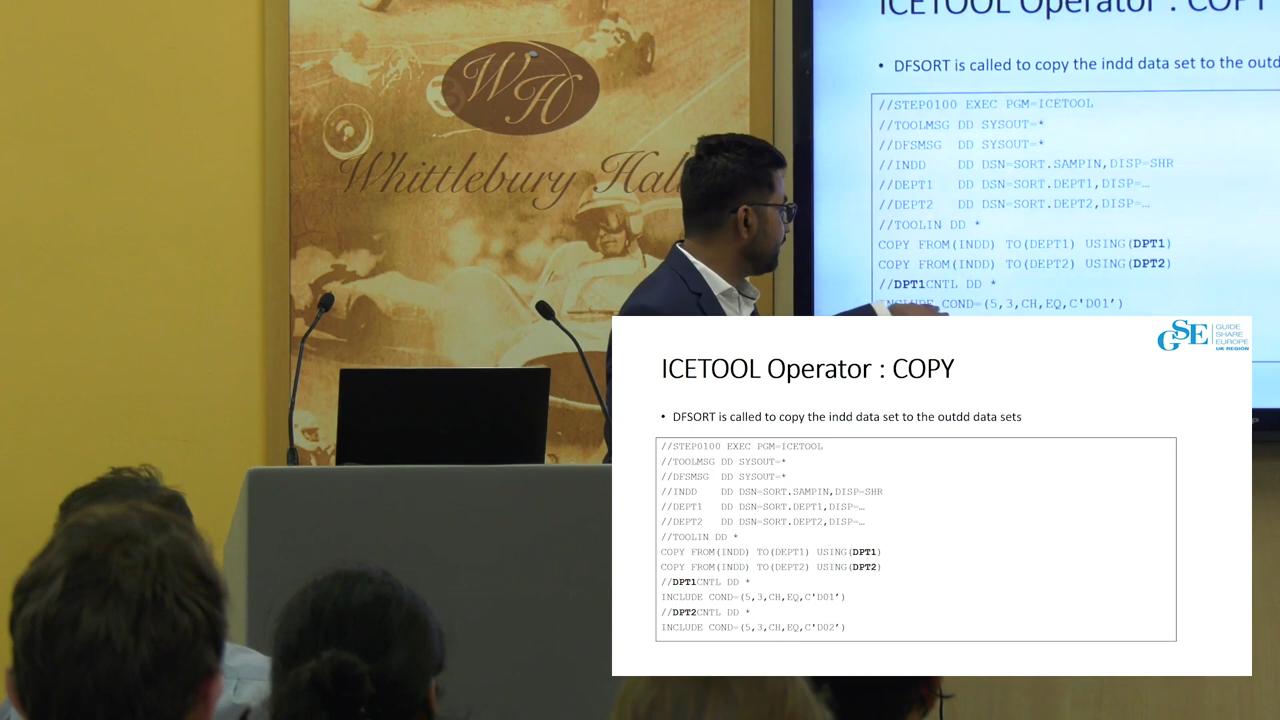 WH
Whittlebury Hall
ICETOOL Operator : COPY
• DFSORT is called to copy the indd data set to the outd
//STEP0100 EXEC PGM=ICETOOL
//TOOLMSG DD SYSOUT=*
//DFSMSG  DD SYSOUT=*
//INDD    DD DSN=SORT.SAMPIN,DISP=SHR
//DEPT1   DD DSN=SORT.DEPT1,DISP=…
//DEPT2   DD DSN=SORT.DEPT2,DISP=…
//TOOLIN DD *
COPY FROM(INDD) TO(DEPT1) USING(DPT1)
COPY FROM(INDD) TO(DEPT2) USING(DPT2)
//DPT1CNTL DD *
INCLUDE COND=(5,3,CH,EQ,C'D01’)
GSE
GUIDE
SHARE
EUROPE
UK REGION
ICETOOL Operator : COPY
• DFSORT is called to copy the indd data set to the outdd data sets
//STEP0100 EXEC PGM=ICETOOL
//TOOLMSG DD SYSOUT=*
//DFSMSG  DD SYSOUT=*
//INDD    DD DSN=SORT.SAMPIN,DISP=SHR
//DEPT1   DD DSN=SORT.DEPT1,DISP=…
//DEPT2   DD DSN=SORT.DEPT2,DISP=…
//TOOLIN DD *
COPY FROM(INDD) TO(DEPT1) USING(DPT1)
COPY FROM(INDD) TO(DEPT2) USING(DPT2)
//DPT1CNTL DD *
INCLUDE COND=(5,3,CH,EQ,C'D01’)
//DPT2CNTL DD *
INCLUDE COND=(5,3,CH,EQ,C'D02’)